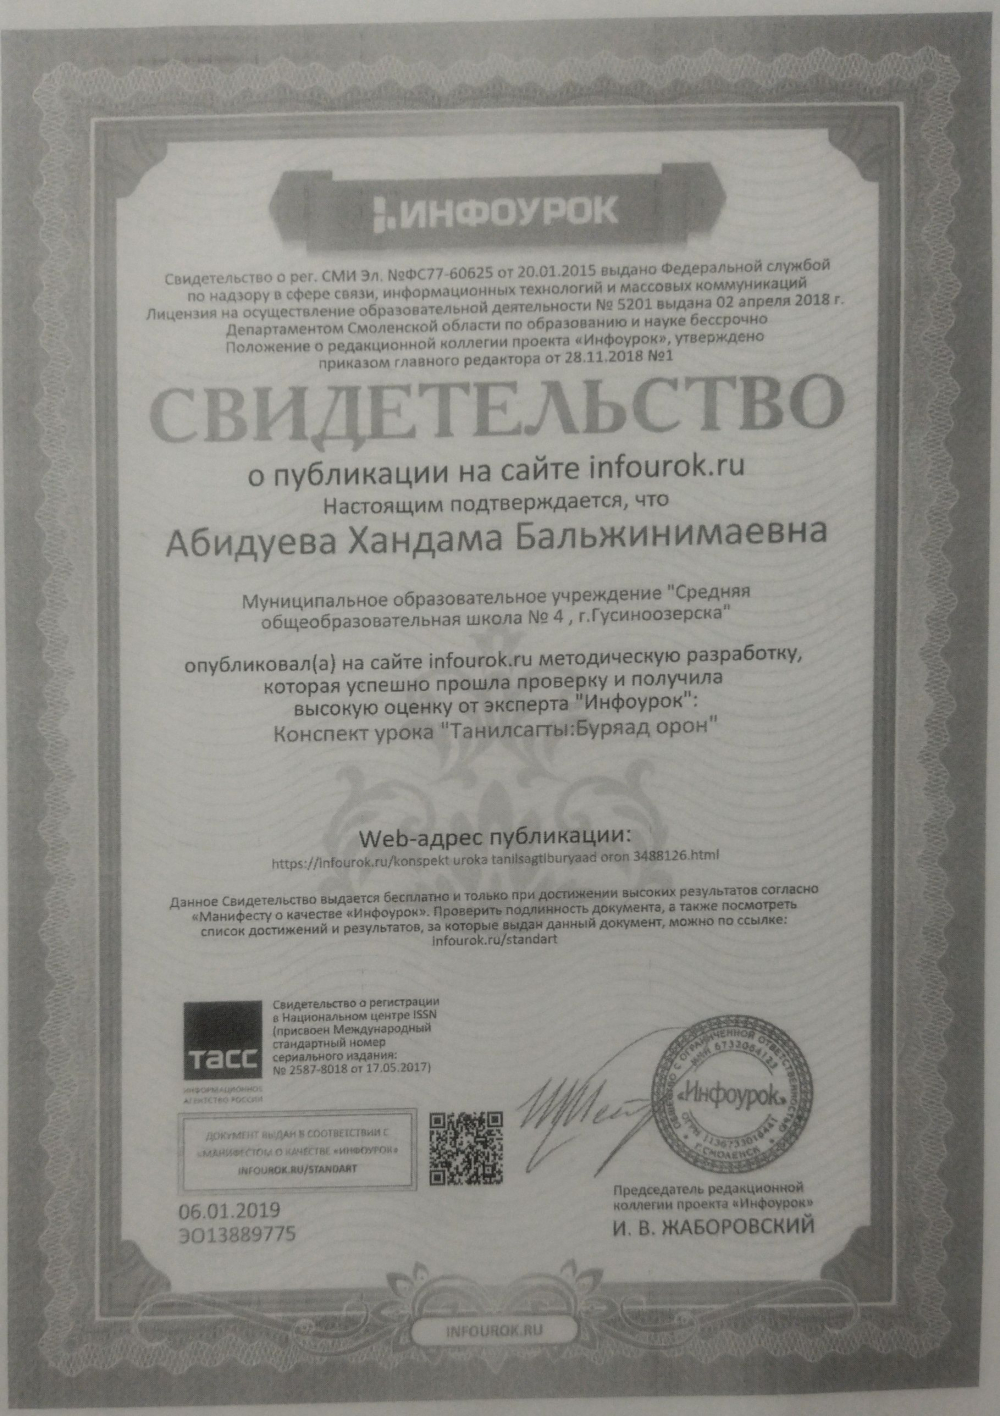 ИНФОУРОК
Свидетельство о рег. СМИ Эл. №ФС77-60625 от 20.01.2015 выдано Федеральной службой
по надзору в сфере связи, информационных технологий и массовых коммуникаций
Лицензия на осуществление образовательной деятельности № 5201 выдана 02 апреля 2018 г.
Департаментом Смоленской области по образованию и науке бессрочно
Положение о редакционной коллегии проекта «Инфоурок», утверждено
приказом главного редактора от 28.11.2018 №1
СВИДЕТЕЛЬСТВО
о публикации на сайте infourok.ru
Настоящим подтверждается, что
Абидуева Хандама Бальжинимаевна
Муниципальное образовательное учреждение "Средняя
общеобразовательная школа № 4 , г.Гусиноозерска"
опубликовал(а) на сайте infourok.ru методическую разработку,
которая успешно прошла проверку и получила
высокую оценку от эксперта "Инфоурок":
Конспект урока "Танилсагты:Буряад орон"
Web-адрес публикации:
https://infourok.ru/konspekt uroka tanilsagtiburyaad oron 3488126.html
Данное Свидетельство выдается бесплатно и только при достижении высоких результатов согласно
«Манифесту о качестве «Инфоурок». Проверить подлинность документа, а также посмотреть
список достижений и результатов, за которые выдан данный документ, можно по ссылке:
infourok.ru/standart
ТАСС
ИНФОРМАЦИОННОЕ
АГЕНТСТВО РОССИИ
Свидетельство о регистрации
в Национальном центре ISSN
(присвоен Международный
стандартный номер
сериального издания:
№ 2587-8018 от 17.05.2017)
ДОКУМЕНТ ВЫДАН В СООТВЕТСТВИИ С
«МАНИФЕСТОМ О КАЧЕСТВЕ «ИНФОУРОК»
INFOUROK.RU/STANDART
06.01.2019
ЭО13889775
ОБЩЕСТВО С ОГРАНИЧЕННОЙ ОТВЕТСТВЕННОСТЬЮ
«Инфоурок»
Г.СМОЛЕНСК
Председатель редакционной
коллегии проекта «Инфоурок»
И. В. ЖАБОРОВСКИЙ
INFOUROK.RU